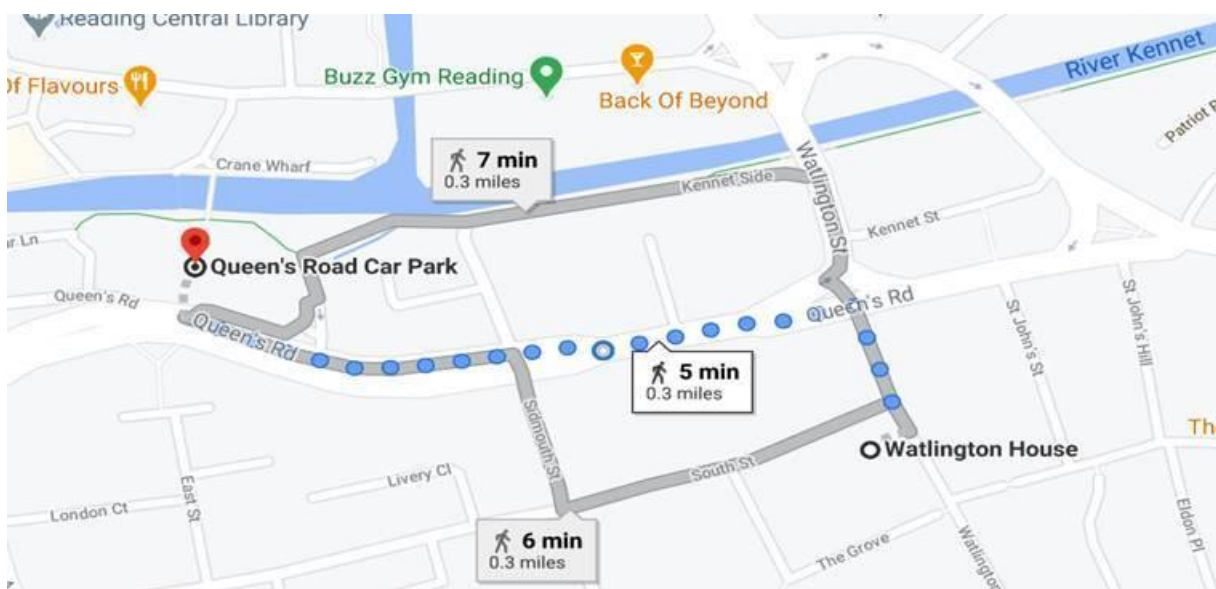 Reading Central Library
Of Flavours
Buzz Gym Reading
Back Of Beyond
River Kennet
Patriot P
Crane Wharf
7 min
0.3 miles
Kennet Side
Watlington St
Kennet St
ar Ln
Queen's Road Car Park
Queen's Rd
Queen's Rd
Queen's Rd
St John's St
St John's Hill
5 min
0.3 miles
Sidmouth St
The
Watlington House
South St
Livery Cl
London Ct
East St
6 min
0.3 miles
The Grove
Watlington
Eldon Pl